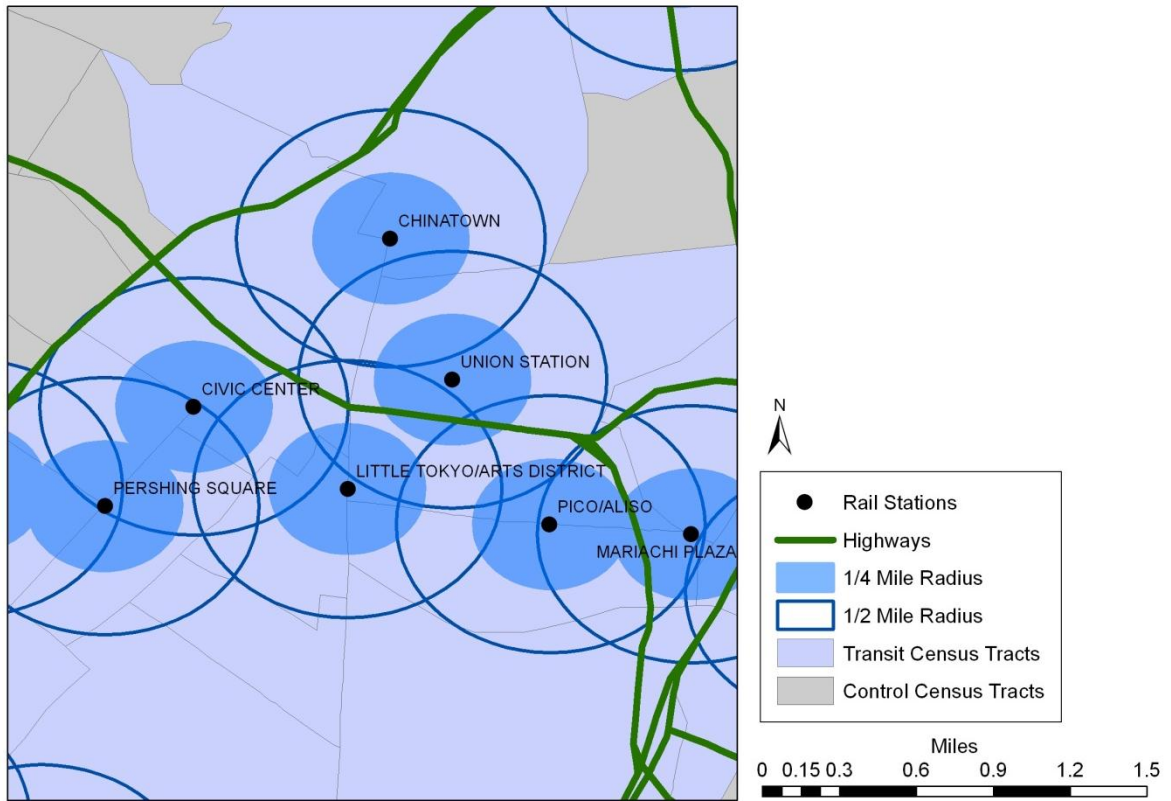 CHINATOWN
UNION STATION
CIVIC CENTER
LITTLE TOKYO/ARTS DISTRICT
PERSHING SQUARE
PICO/ALISO
MARIACHI PLAZA
N
Rail Stations
Highways
1/4 Mile Radius
1/2 Mile Radius
Transit Census Tracts
Control Census Tracts
Miles
0 0.15 0.3 0.6 0.9 1.2 1.5